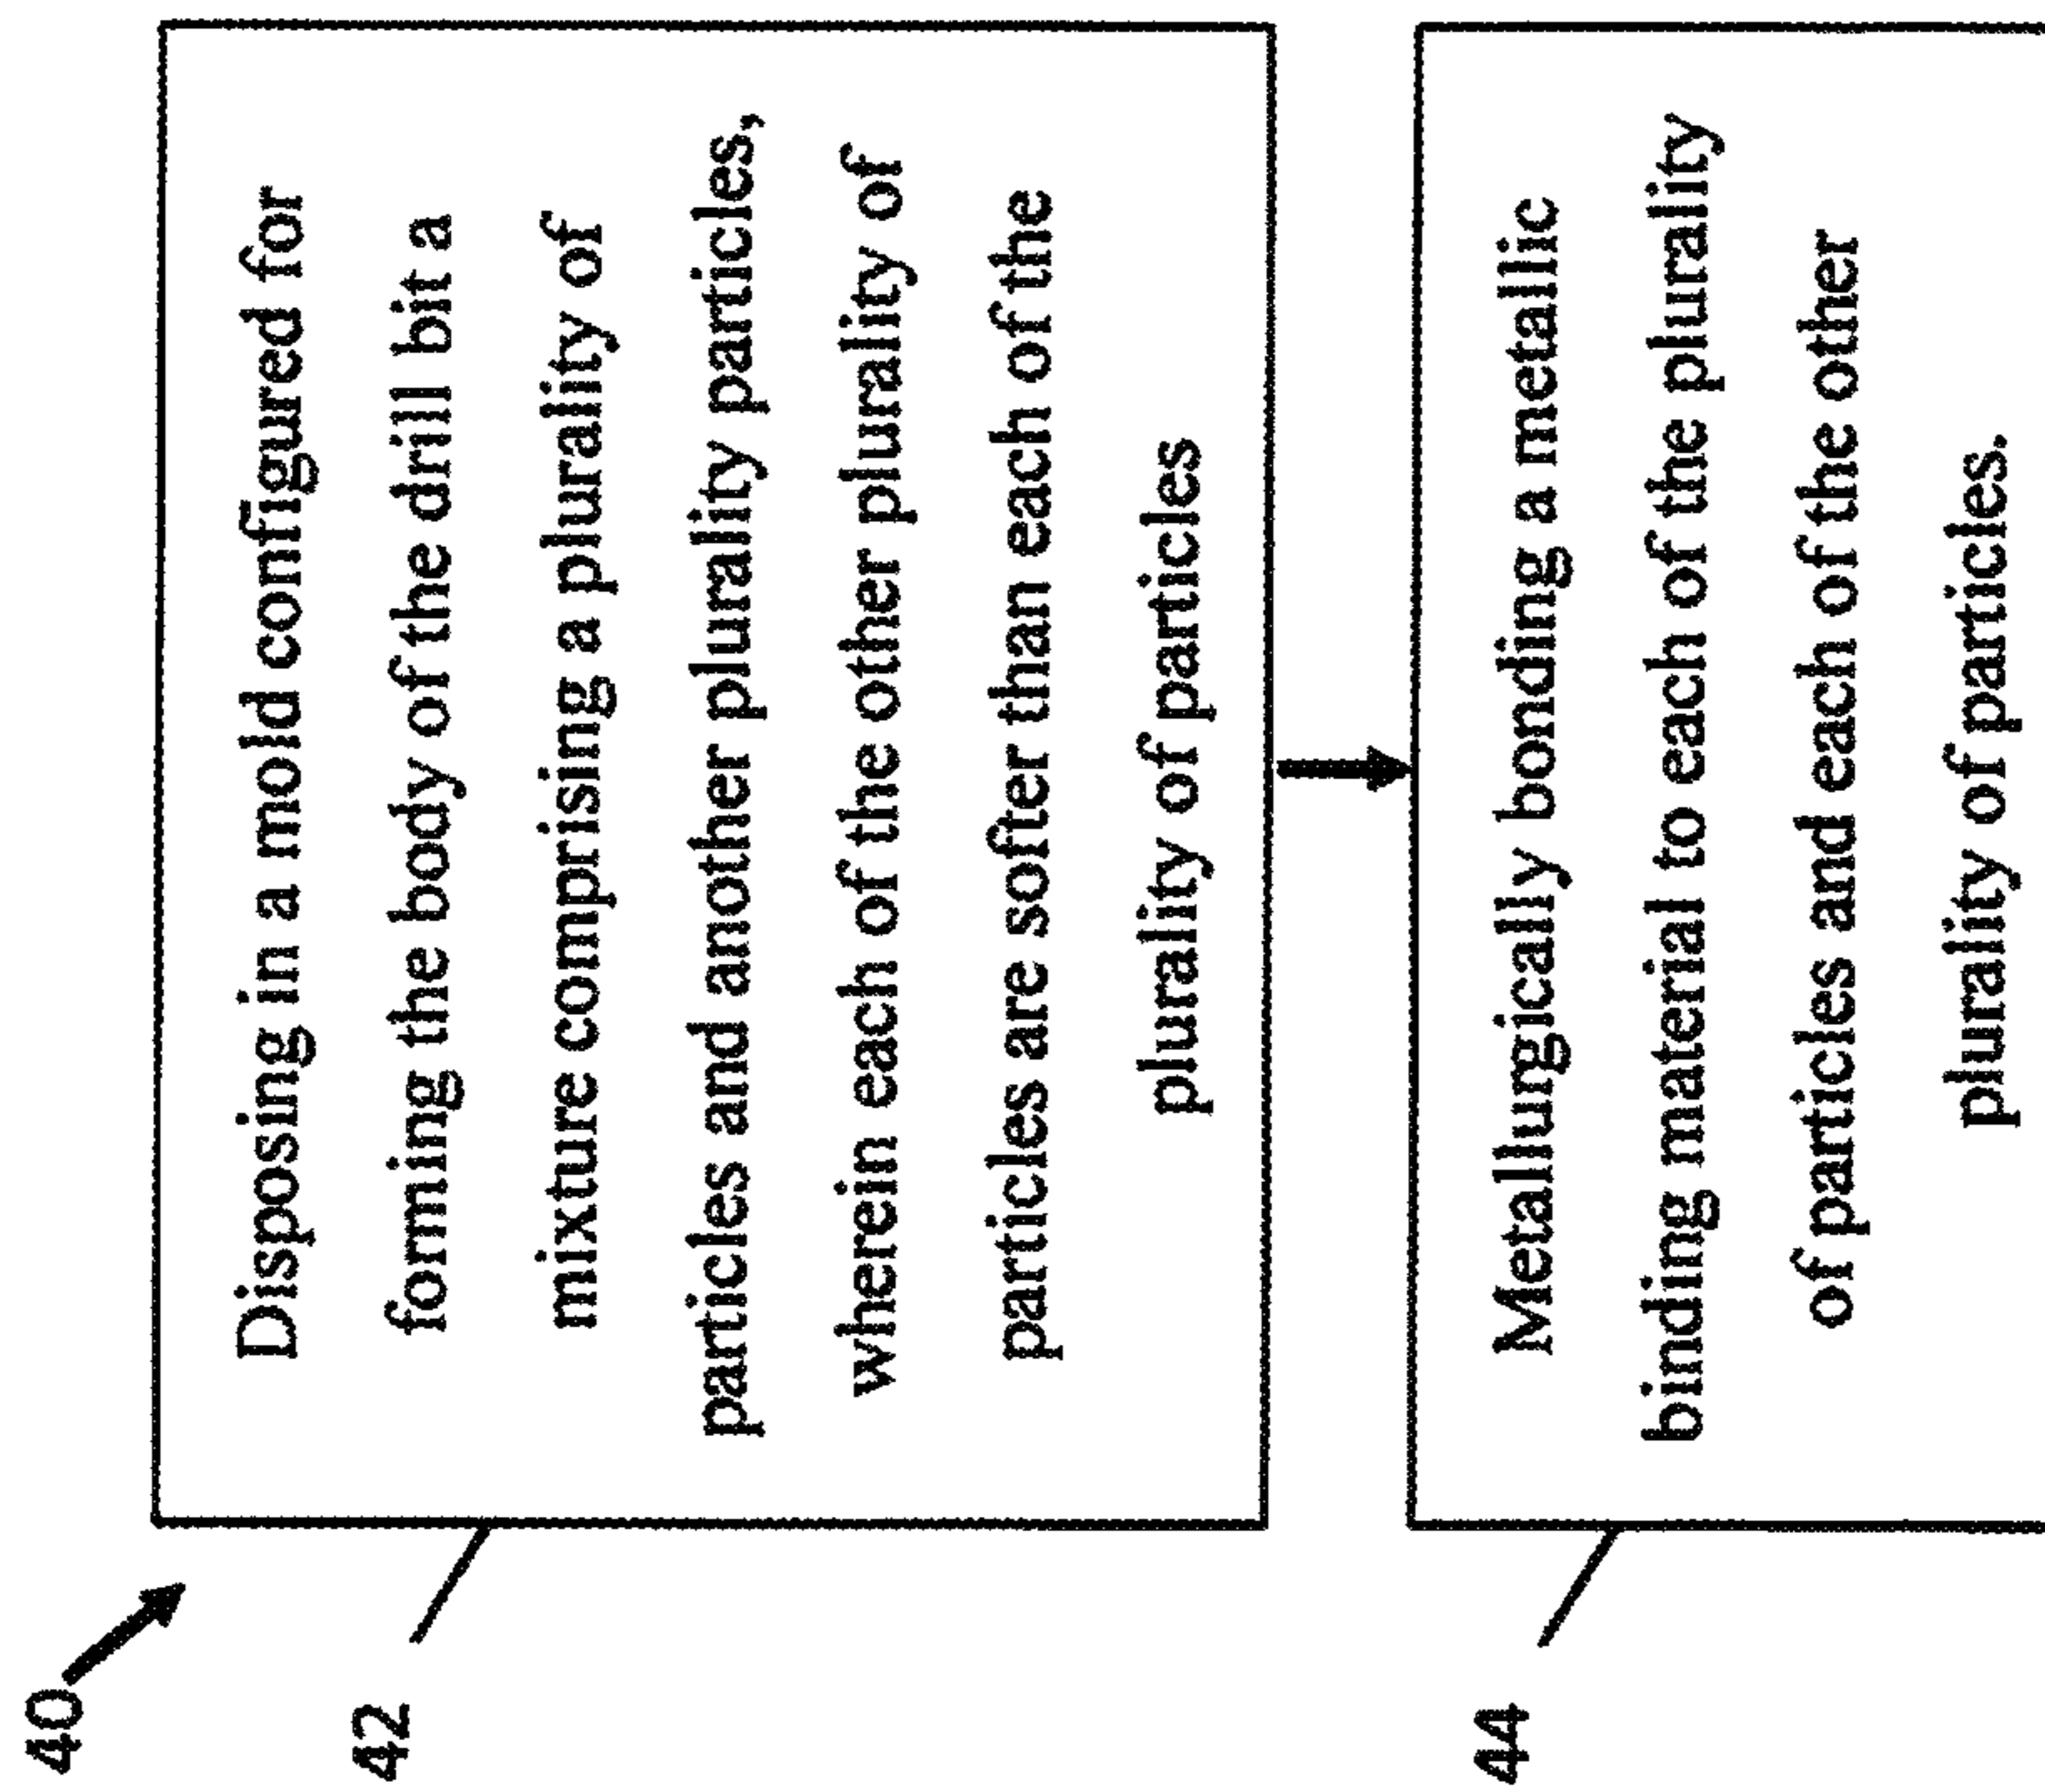 40
42
Disposing in a mold configured for
forming the body of the drill bit a
mixture comprising a plurality of
particles and another plurality particles,
wherein each of the other plurality of
particles are softer than each of the
plurality of particles
44
Metallurgically bonding a metallic
binding material to each of the plurality
of particles and each of the other
plurality of particles.